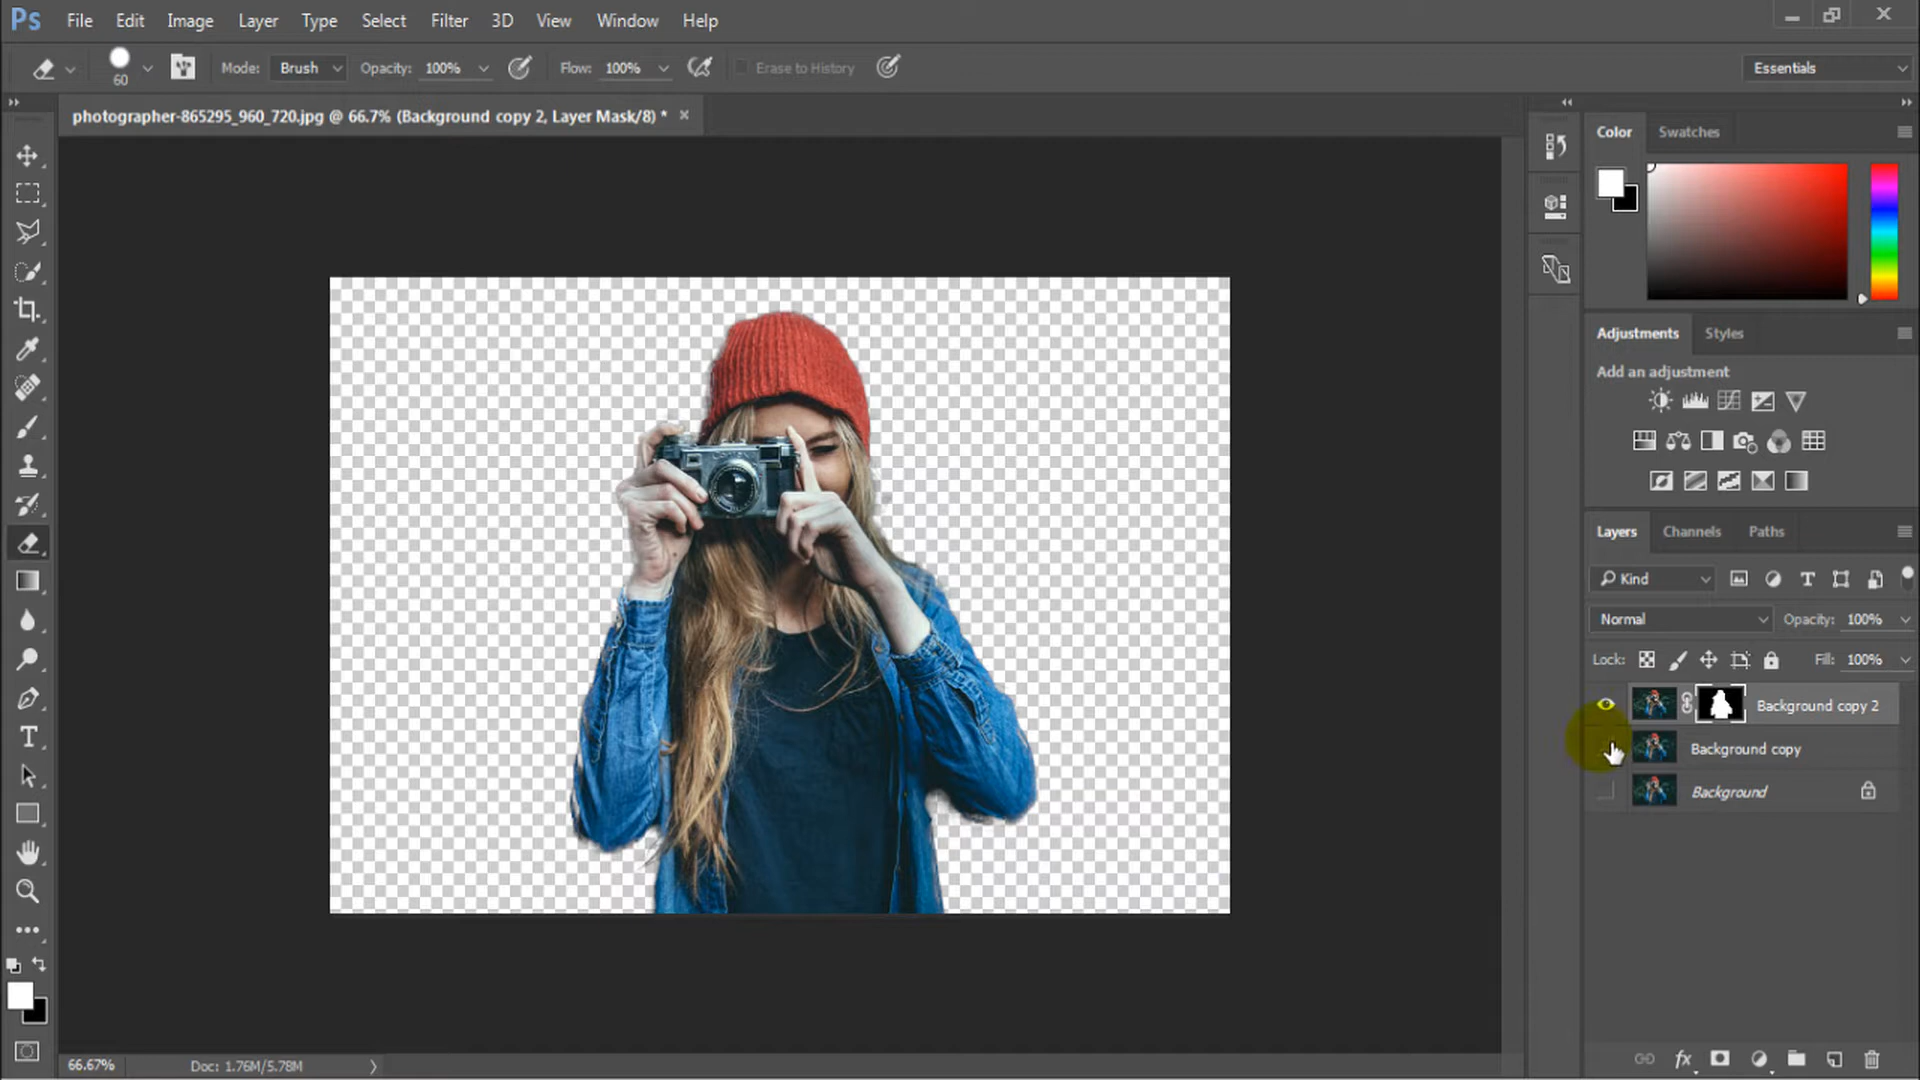 Ps File Edit Image Layer Type Select Filter 3D View Window Help
60 Mode: Brush Opacity: 100% Flow: 100% Erase to History Essentials
photographer-865295_960_720.jpg @ 66.7% (Background copy 2, Layer Mask/8) * ×
Color Swatches
Adjustments Styles
Add an adjustment
Layers Channels Paths
Kind
Normal Opacity: 100%
Lock: Fill: 100%
Background copy 2
Background copy
Background
66.67% Doc: 1.76M/5.78M